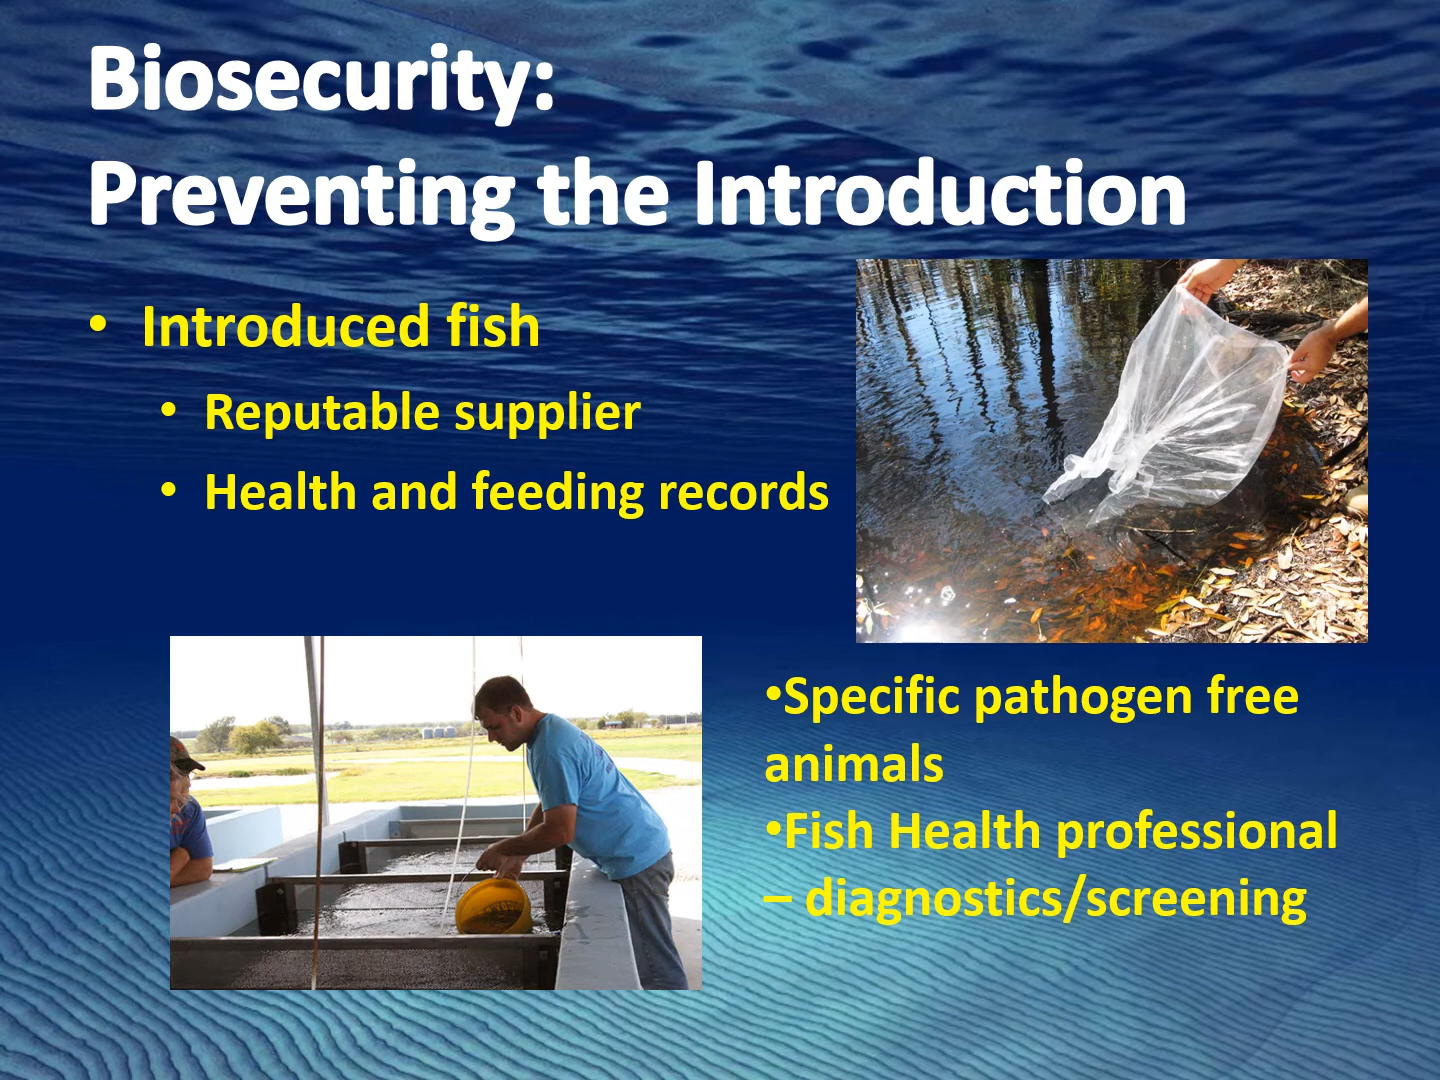 Biosecurity:
Preventing the Introduction
• Introduced fish
• Reputable supplier
• Health and feeding records
•Specific pathogen free
animals
•Fish Health professional
– diagnostics/screening